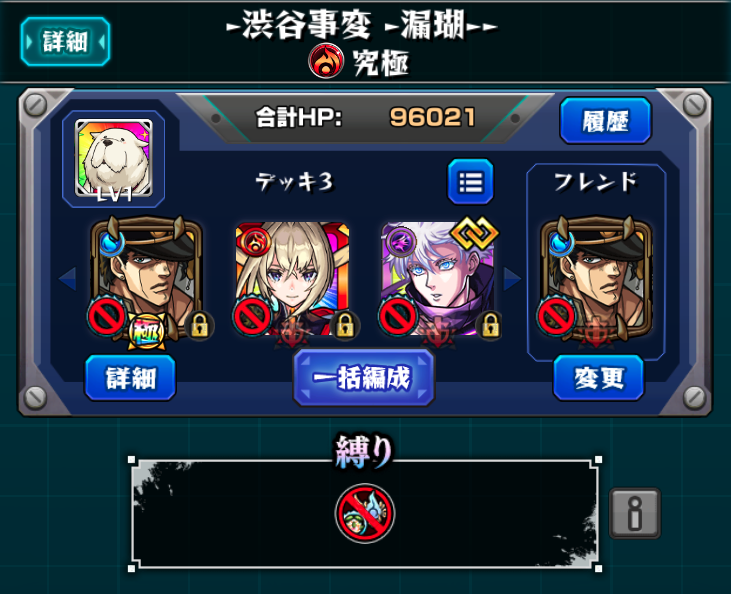 詳細
-渋谷事変 -漏瑚--
究極
合計HP: 96021
履歴
LV1
デッキ3
フレンド
極
詳細
一括編成
変更
縛り
i